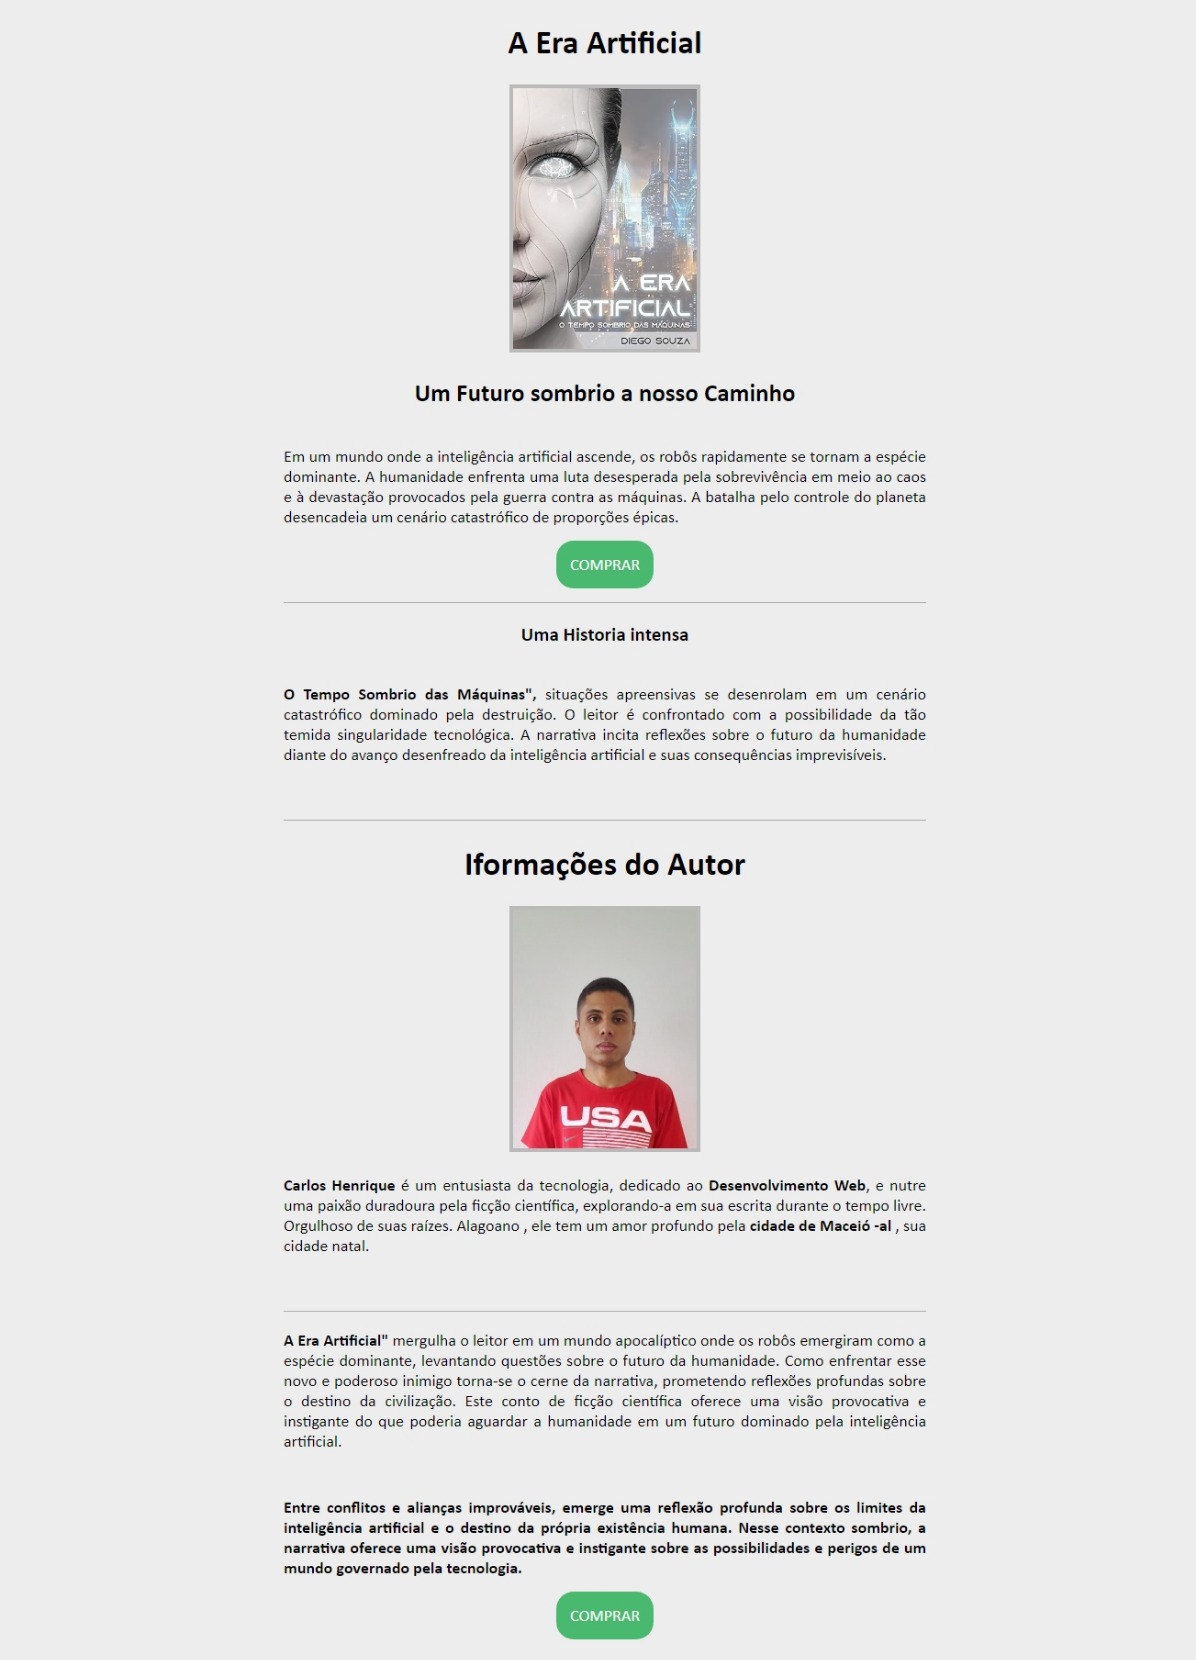 A Era Artificial
A ERA
ARTIFICIAL
O TEMPO SOMBRIO DAS MÁQUINAS
DIEGO SOUZA
Um Futuro sombrio a nosso Caminho
Em um mundo onde a inteligência artificial ascende, os robôs rapidamente se tornam a espécie
dominante. A humanidade enfrenta uma luta desesperada pela sobrevivência em meio ao caos
e à devastação provocados pela guerra contra as máquinas. A batalha pelo controle do planeta
desencadeia um cenário catastrófico de proporções épicas.
COMPRAR
Uma Historia intensa
O Tempo Sombrio das Máquinas", situações apreensivas se desenrolam em um cenário
catastrófico dominado pela destruição. O leitor é confrontado com a possibilidade da tão
temida singularidade tecnológica. A narrativa incita reflexões sobre o futuro da humanidade
diante do avanço desenfreado da inteligência artificial e suas consequências imprevisíveis.
Iformações do Autor
USA
Carlos Henrique é um entusiasta da tecnologia, dedicado ao Desenvolvimento Web, e nutre
uma paixão duradoura pela ficção científica, explorando-a em sua escrita durante o tempo livre.
Orgulhoso de suas raízes. Alagoano , ele tem um amor profundo pela cidade de Maceió -al , sua
cidade natal.
A Era Artificial" mergulha o leitor em um mundo apocalíptico onde os robôs emergiram como a
espécie dominante, levantando questões sobre o futuro da humanidade. Como enfrentar esse
novo e poderoso inimigo torna-se o cerne da narrativa, prometendo reflexões profundas sobre
o destino da civilização. Este conto de ficção científica oferece uma visão provocativa e
instigante do que poderia aguardar a humanidade em um futuro dominado pela inteligência
artificial.
Entre conflitos e alianças improváveis, emerge uma reflexão profunda sobre os limites da
inteligência artificial e o destino da própria existência humana. Nesse contexto sombrio, a
narrativa oferece uma visão provocativa e instigante sobre as possibilidades e perigos de um
mundo governado pela tecnologia.
COMPRAR